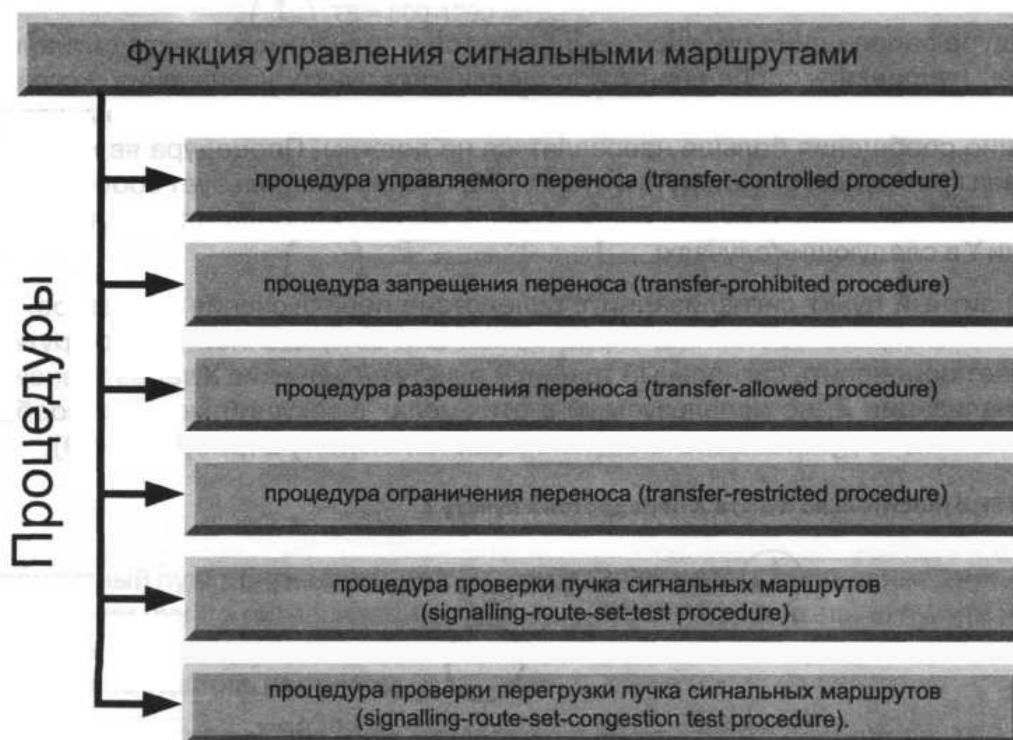 Функция управления сигнальными маршрутами
Процедуры
процедура управляемого переноса (transfer-controlled procedure)
процедура запрещения переноса (transfer-prohibited procedure)
процедура разрешения переноса (transfer-allowed procedure)
процедура ограничения переноса (transfer-restricted procedure)
процедура проверки пучка сигнальных маршрутов
(signalling-route-set-test procedure)
процедура проверки перегрузки пучка сигнальных маршрутов
(signalling-route-set-congestion test procedure).